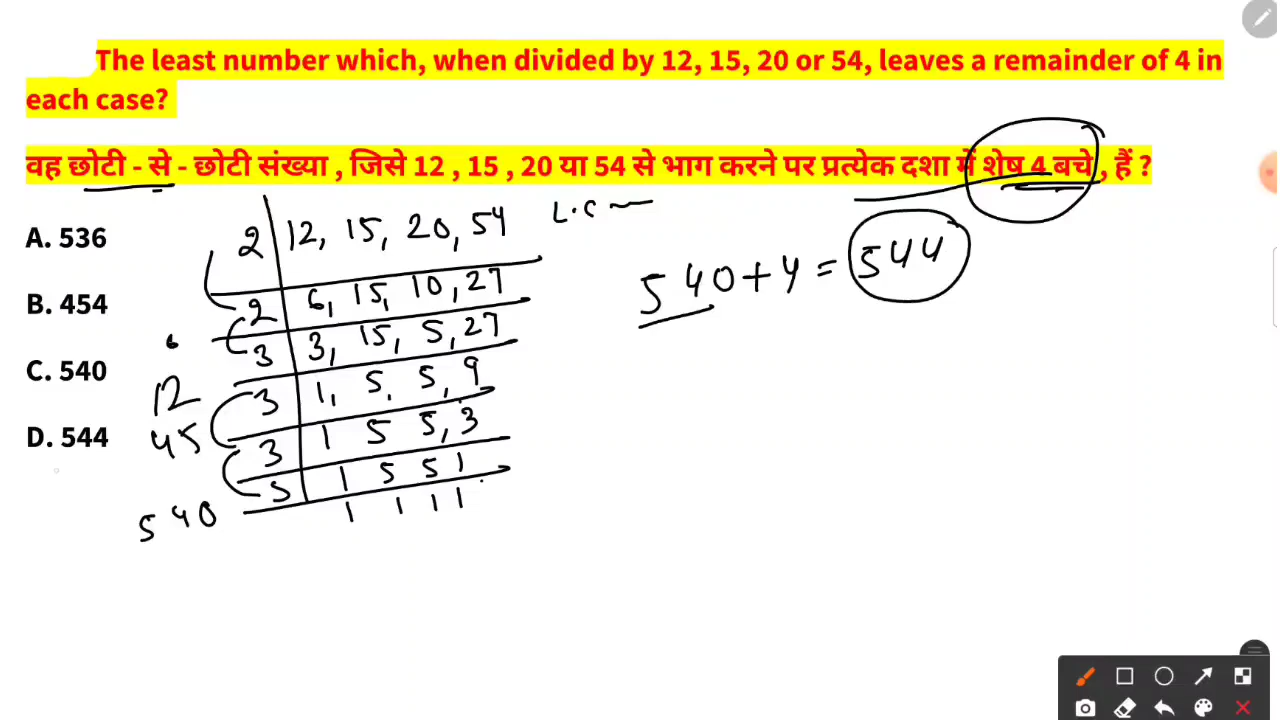 The least number which, when divided by 12, 15, 20 or 54, leaves a remainder of 4 in
each case?
वह छोटी - से - छोटी संख्या , जिसे 12 , 15 , 20 या 54 से भाग करने पर प्रत्येक दशा में शेष 4 बचे , हैं ?
A. 536
B. 454
C. 540
D. 544
2 12, 15, 20, 54
2 6, 15, 10, 27
3 3, 15, 5, 27
3 1, 5, 5, 9
3 1 5 5, 3
5 1 5 5 1
1 1 1 1
6
12
45
540
540+4 = 544